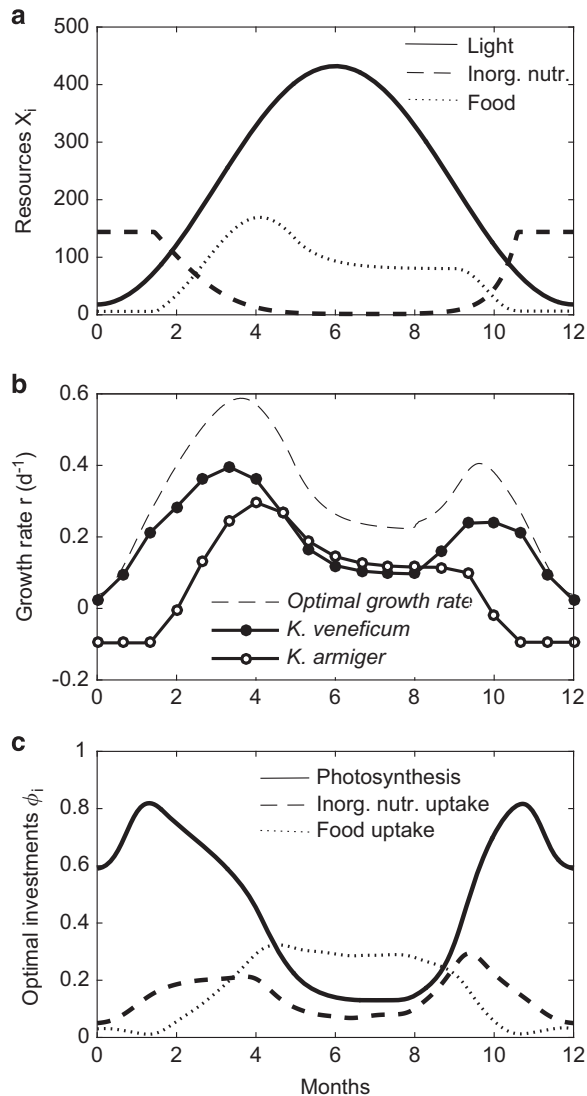 a
500
400
300
200
100
0
Resources Xi
Light
Inorg. nutr.
Food
0 2 4 6 8 10 12
b
0.6
0.4
0.2
0
-0.2
Growth rate r (d-1)
Optimal growth rate
K. veneficum
K. armiger
0 2 4 6 8 10 12
c
1
0.8
0.6
0.4
0.2
0
Optimal investments ϕi
Photosynthesis
Inorg. nutr. uptake
Food uptake
0 2 4 6 8 10 12
Months